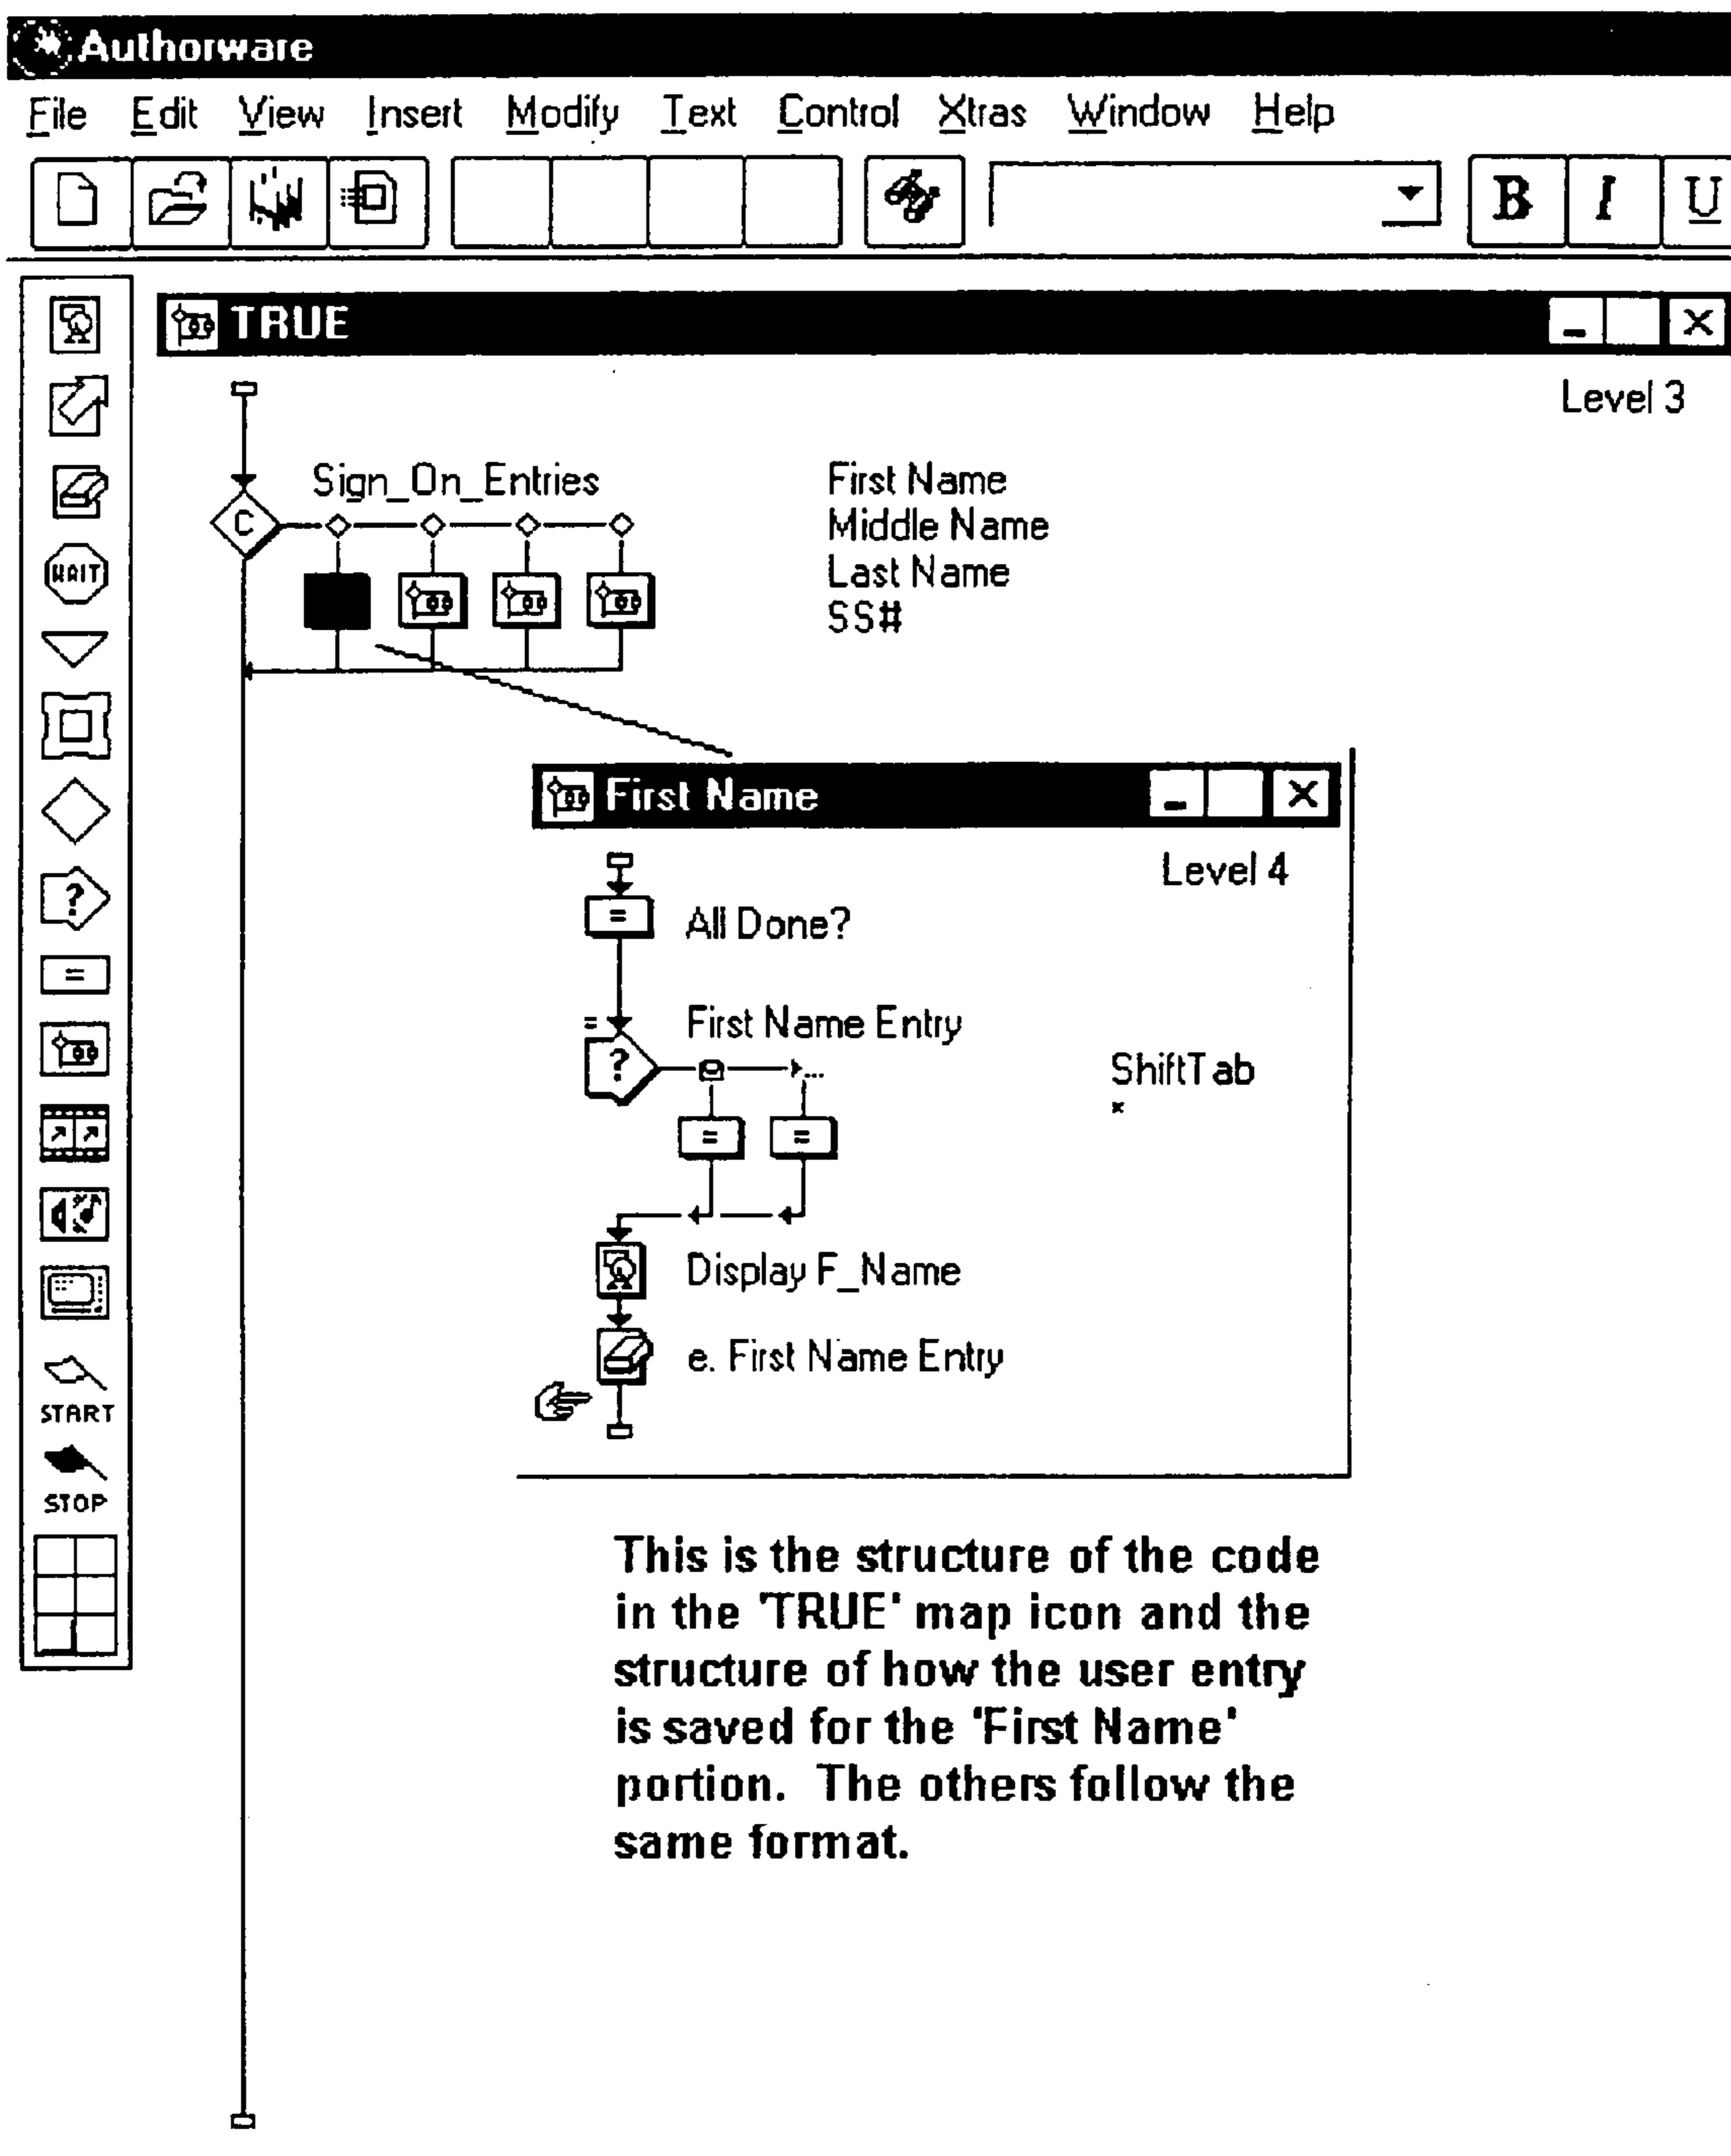 Authorware
File Edit View Insert Modify Text Control Xtras Window Help
B I U
TRUE
Level 3
Sign_On_Entries
First Name
Middle Name
Last Name
SS#
C
WAIT
First Name
Level 4
=
All Done?
= First Name Entry
?
ShiftTab
*
= =
Display F_Name
e. First Name Entry
?
=
START
STOP
This is the structure of the code
in the 'TRUE' map icon and the
structure of how the user entry
is saved for the 'First Name'
portion. The others follow the
same format.